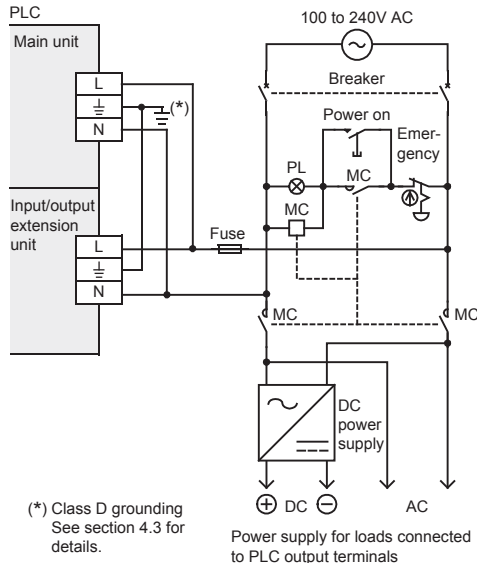 PLC
100 to 240V AC
Main unit
Breaker
L
(*)
N
Power on
Emer-
gency
PL
MC
MC
Input/output
extension
unit
L
Fuse
N
MC
MC
DC
power
supply
DC
AC
(*) Class D grounding
See section 4.3 for
details.
Power supply for loads connected
to PLC output terminals